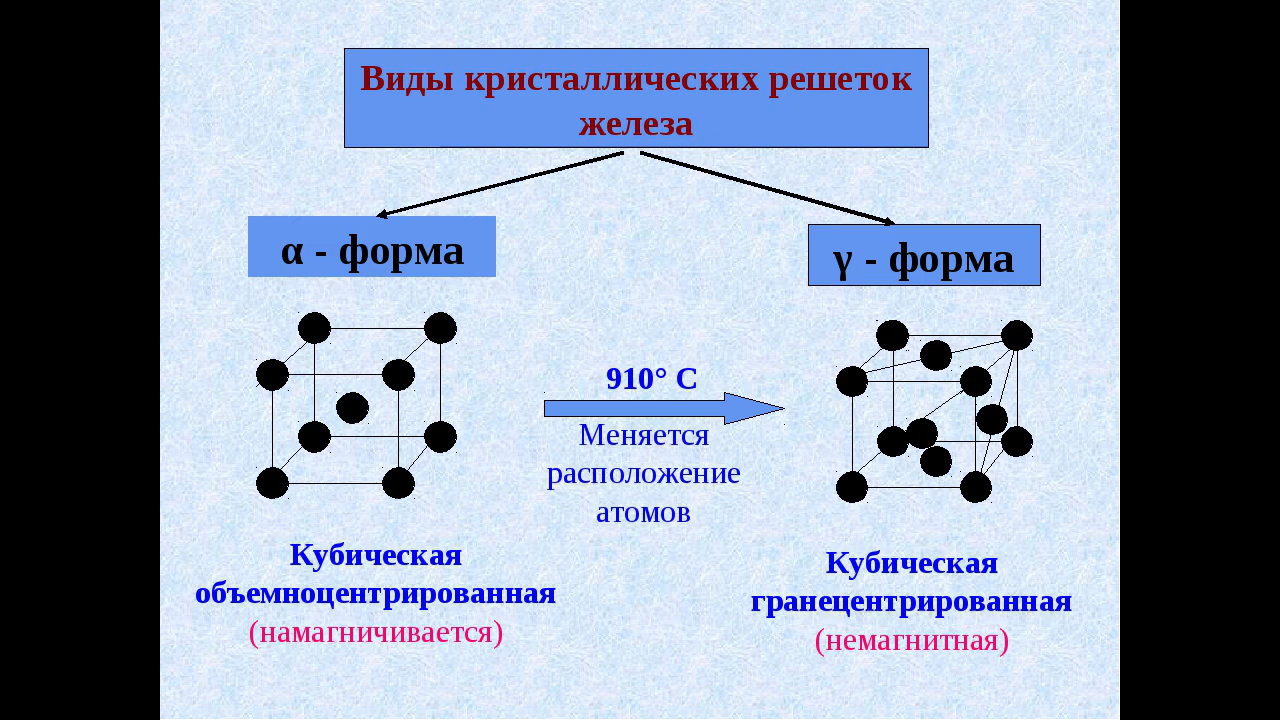 Виды кристаллических решеток
железа
α - форма
γ - форма
910° С
Меняется
расположение
атомов
Кубическая
объемноцентрированная
(намагничивается)
Кубическая
гранецентрированная
(немагнитная)